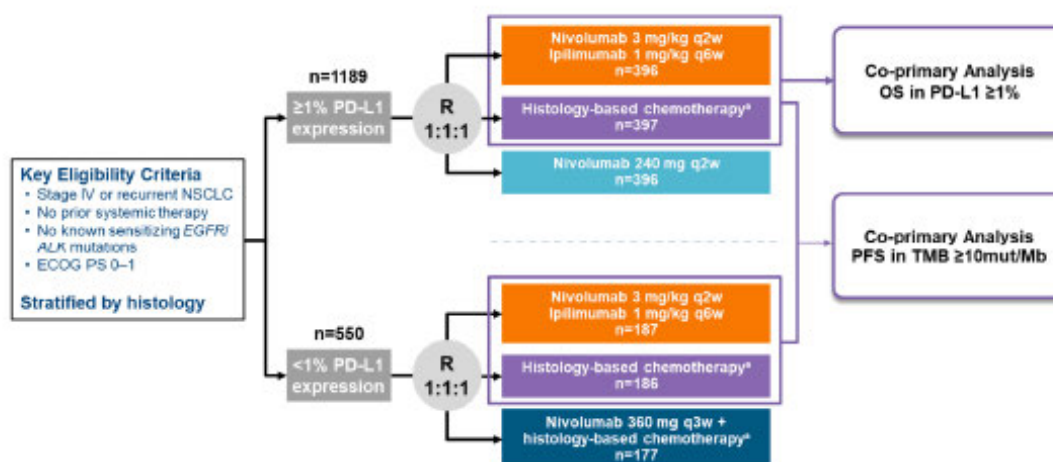 Key Eligibility Criteria
• Stage IV or recurrent NSCLC
• No prior systemic therapy
• No known sensitizing EGFR/
ALK mutations
• ECOG PS 0–1
Stratified by histology
n=1189
≥1% PD-L1
expression
R
1:1:1
Nivolumab 3 mg/kg q2w
Ipilimumab 1 mg/kg q6w
n=396
Histology-based chemotherapyª
n=397
Nivolumab 240 mg q2w
n=396
n=550
<1% PD-L1
expression
R
1:1:1
Nivolumab 3 mg/kg q2w
Ipilimumab 1 mg/kg q6w
n=187
Histology-based chemotherapyª
n=186
Nivolumab 360 mg q3w +
histology-based chemotherapyª
n=177
Co-primary Analysis
OS in PD-L1 ≥1%
Co-primary Analysis
PFS in TMB ≥10mut/Mb